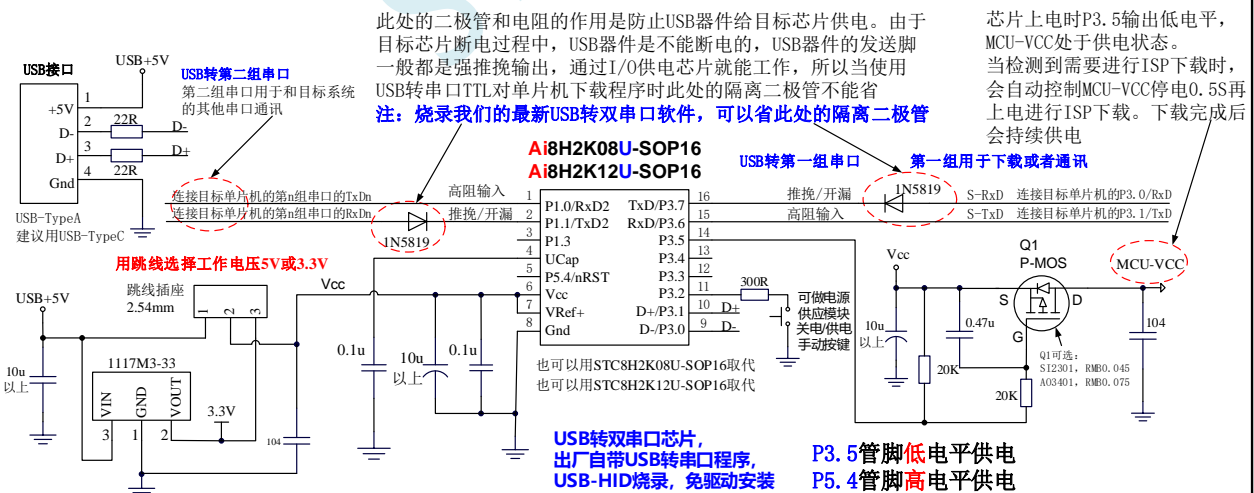 此处的二极管和电阻的作用是防止USB器件给目标芯片供电。由于
目标芯片断电过程中，USB器件是不能断电的，USB器件的发送脚
一般都是强推挽输出，通过I/O供电芯片就能工作，所以当使用
USB转串口TTL对单片机下载程序时此处的隔离二极管不能省
注：烧录我们的最新USB转双串口软件，可以省此处的隔离二极管
芯片上电时P3.5输出低电平，
MCU-VCC处于供电状态。
当检测到需要进行ISP下载时，
会自动控制MCU-VCC停电0.5S再
上电进行ISP下载。下载完成后
会持续供电
USB接口
USB+5V
+5V
1
D-
2
22R
D-
D+
3
22R
D+
Gnd
4
USB-TypeA
建议用USB-TypeC
USB转第二组串口
第二组串口用于和目标系统
的其他串口通讯
连接目标单片机的第n组串口的TxDn
连接目标单片机的第n组串口的RxDn
高阻输入
推挽/开漏
1N5819
Ai8H2K08U-SOP16
Ai8H2K12U-SOP16
1
P1.0/RxD2
TxD/P3.7
16
2
P1.1/TxD2
RxD/P3.6
15
3
P1.3
P3.5
14
4
UCap
P3.4
13
5
P5.4/nRST
P3.3
12
6
Vcc
P3.2
11
7
VRef+
D+/P3.1
10
D+
8
Gnd
D-/P3.0
9
D-
也可以用STC8H2K08U-SOP16取代
也可以用STC8H2K12U-SOP16取代
USB转第一组串口
第一组用于下载或者通讯
推挽/开漏
高阻输入
1N5819
S-RxD
连接目标单片机的P3.0/RxD
S-TxD
连接目标单片机的P3.1/TxD
用跳线选择工作电压5V或3.3V
USB+5V
跳线插座
2.54mm
1
2
3
10u
以上
1117M3-33
VIN
GND
VOUT
3
1
2
3.3V
104
Vcc
0.1u
10u
以上
0.1u
300R
可做电源
供应模块
关电/供电
手动按键
Vcc
10u
以上
20K
0.47u
20K
Q1
P-MOS
S
D
G
MCU-VCC
104
Q1可选：
SI2301, RMB0.045
AO3401, RMB0.075
USB转双串口芯片，
出厂自带USB转串口程序，
USB-HID烧录，免驱动安装
P3.5管脚低电平供电
P5.4管脚高电平供电